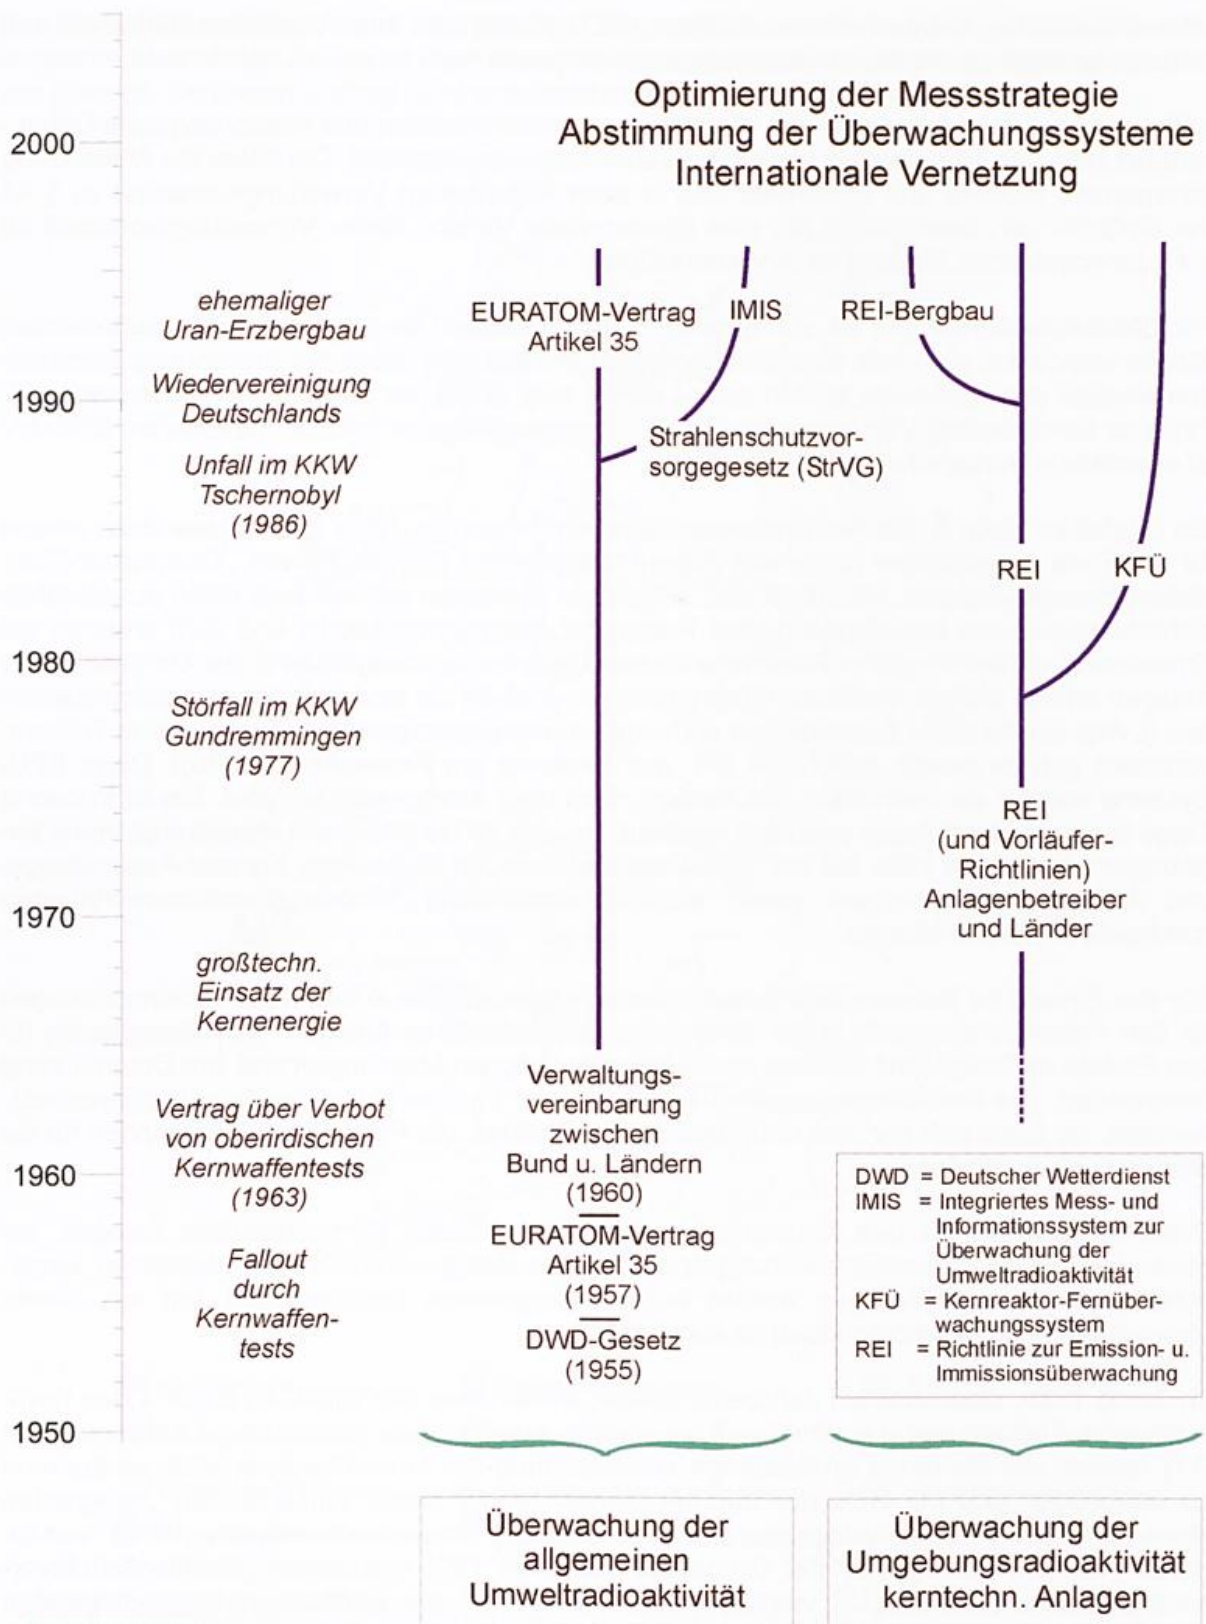 Optimierung der Messstrategie
Abstimmung der Überwachungssysteme
Internationale Vernetzung
2000
1990
1980
1970
1960
1950
ehemaliger
Uran-Erzbergbau
Wiedervereinigung
Deutschlands
Unfall im KKW
Tschernobyl
(1986)
Störfall im KKW
Gundremmingen
(1977)
großtechn.
Einsatz der
Kernenergie
Vertrag über Verbot
von oberirdischen
Kernwaffentests
(1963)
Fallout
durch
Kernwaffen-
tests
EURATOM-Vertrag
Artikel 35
IMIS
Strahlenschutzvor-
sorgegesetz (StrVG)
Verwaltungs-
vereinbarung
zwischen
Bund u. Ländern
(1960)
EURATOM-Vertrag
Artikel 35
(1957)
DWD-Gesetz
(1955)
REI-Bergbau
REI
KFÜ
REI
(und Vorläufer-
Richtlinien)
Anlagenbetreiber
und Länder
DWD = Deutscher Wetterdienst
IMIS = Integriertes Mess- und
Informationssystem zur
Überwachung der
Umweltradioaktivität
KFÜ = Kernreaktor-Fernüber-
wachungssystem
REI = Richtlinie zur Emission- u.
Immissionsüberwachung
Überwachung der
allgemeinen
Umweltradioaktivität
Überwachung der
Umgebungsradioaktivität
kerntechn. Anlagen